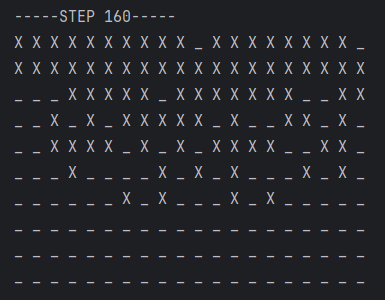 -----STEP 160-----
X X X X X X X X X X _ X X X X X X X X _
X X X X X X X X X X X X X X X X X X X X
_ _ _ X X X X X _ X X X X X X X _ _ X X
_ _ X _ X _ X X X X X _ X _ _ X X _ X _
_ _ X X X X _ X _ X _ X X X X _ _ X X _
_ _ _ X _ _ _ _ X _ X _ X _ _ _ X _ X _
_ _ _ _ _ _ X _ X _ _ _ X _ X _ _ _ _ _
_ _ _ _ _ _ _ _ _ _ _ _ _ _ _ _ _ _ _ _
_ _ _ _ _ _ _ _ _ _ _ _ _ _ _ _ _ _ _ _
_ _ _ _ _ _ _ _ _ _ _ _ _ _ _ _ _ _ _ _